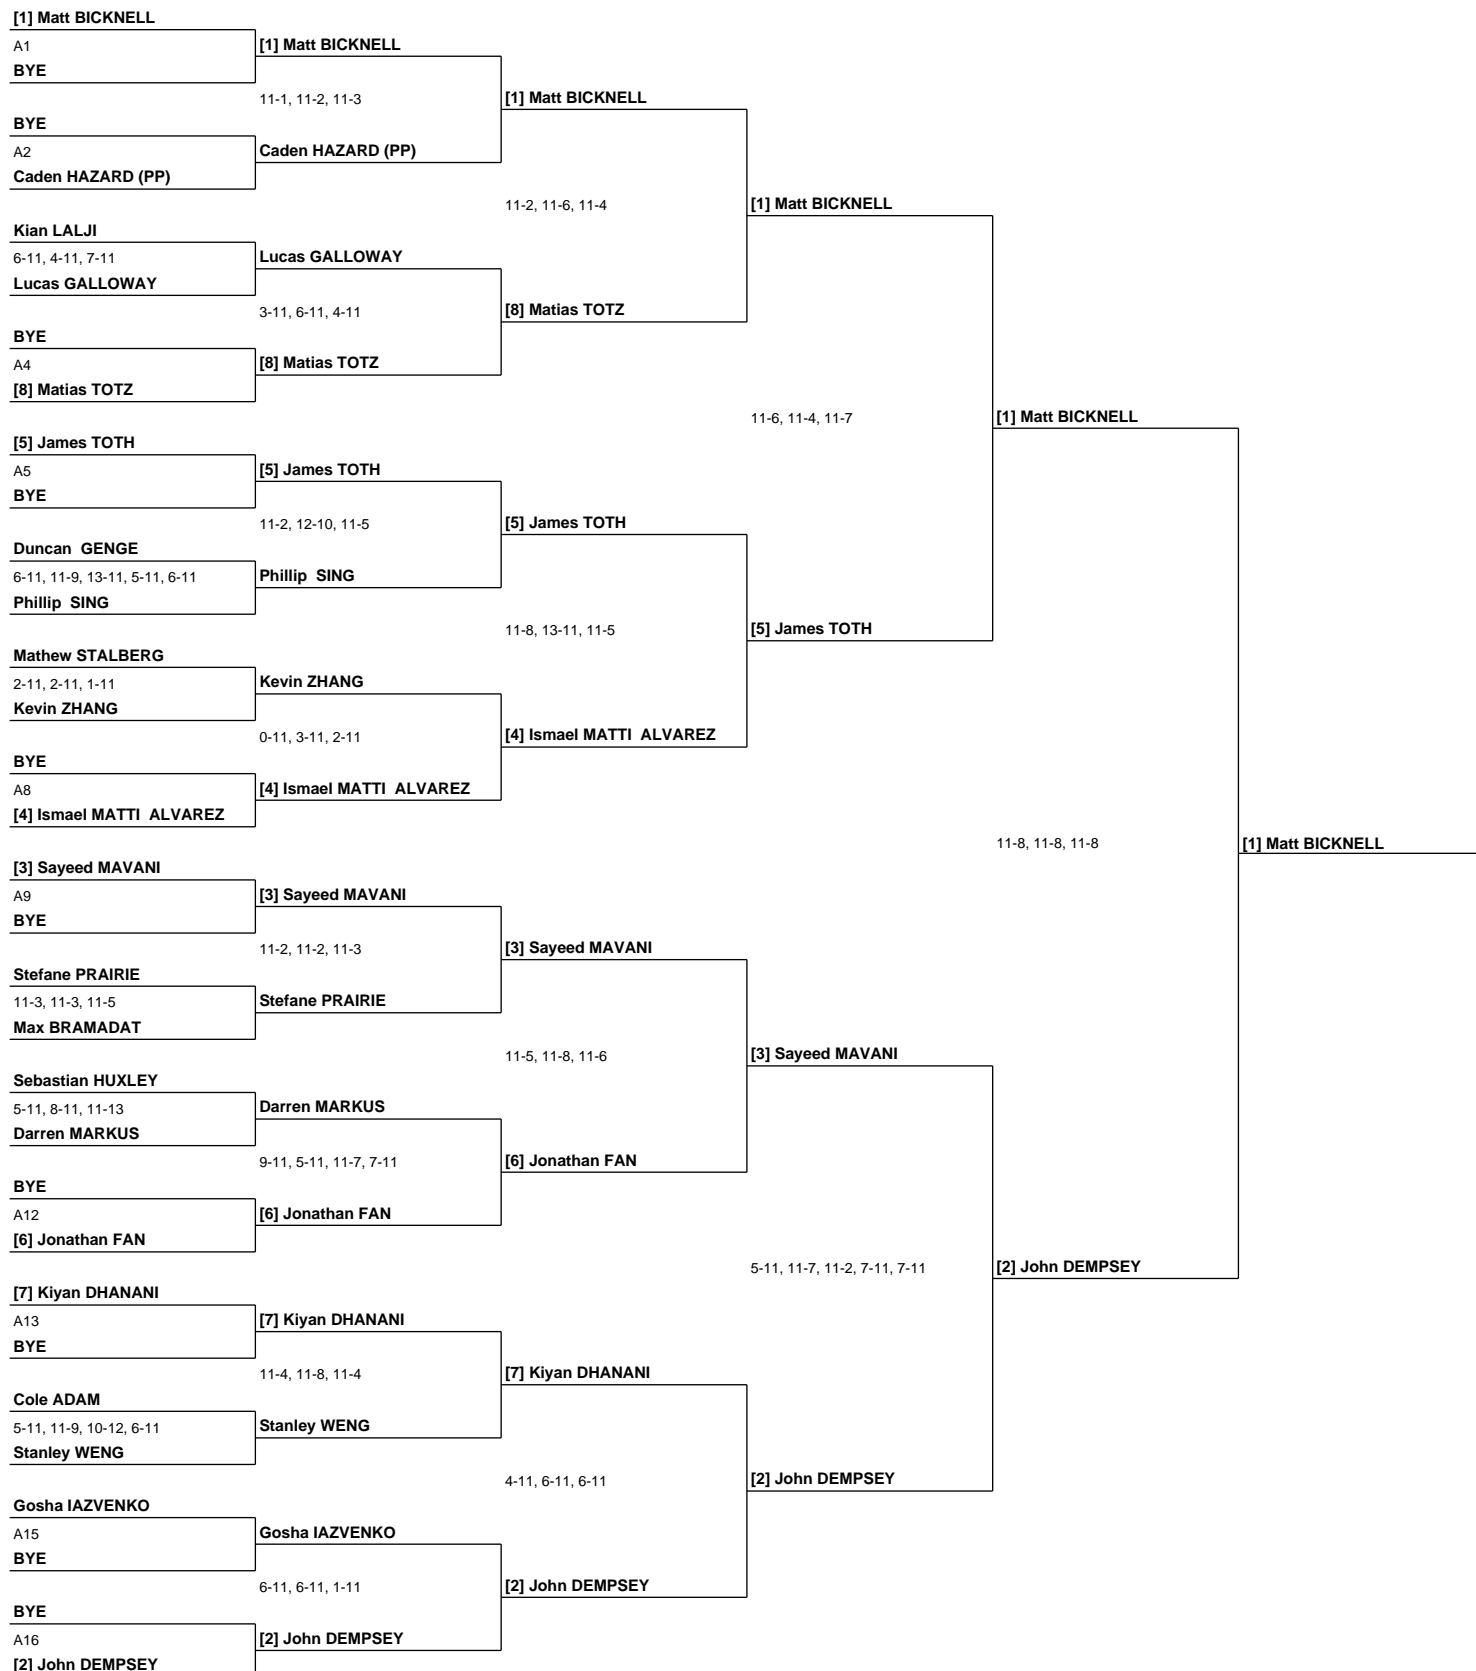 [1] Matt BICKNELL
A1
BYE
BYE
A2
Caden HAZARD (PP)
Kian LALJI
6-11, 4-11, 7-11
Lucas GALLOWAY
BYE
A4
[8] Matias TOTZ
[5] James TOTH
A5
BYE
Duncan  GENGE
6-11, 11-9, 13-11, 5-11, 6-11
Phillip  SING
Mathew STALBERG
2-11, 2-11, 1-11
Kevin ZHANG
BYE
A8
[4] Ismael MATTI  ALVAREZ
[3] Sayeed MAVANI
A9
BYE
Stefane PRAIRIE
11-3, 11-3, 11-5
Max BRAMADAT
Sebastian HUXLEY
5-11, 8-11, 11-13
Darren MARKUS
BYE
A12
[6] Jonathan FAN
[7] Kiyan DHANANI
A13
BYE
Cole ADAM
5-11, 11-9, 10-12, 6-11
Stanley WENG
Gosha IAZVENKO
A15
BYE
BYE
A16
[2] John DEMPSEY
[1] Matt BICKNELL
11-1, 11-2, 11-3
Caden HAZARD (PP)
Lucas GALLOWAY
3-11, 6-11, 4-11
[8] Matias TOTZ
[5] James TOTH
11-2, 12-10, 11-5
Phillip  SING
Kevin ZHANG
0-11, 3-11, 2-11
[4] Ismael MATTI  ALVAREZ
[3] Sayeed MAVANI
11-2, 11-2, 11-3
Stefane PRAIRIE
Darren MARKUS
9-11, 5-11, 11-7, 7-11
[6] Jonathan FAN
[7] Kiyan DHANANI
11-4, 11-8, 11-4
Stanley WENG
Gosha IAZVENKO
6-11, 6-11, 1-11
[2] John DEMPSEY
[1] Matt BICKNELL
11-2, 11-6, 11-4
[8] Matias TOTZ
[5] James TOTH
11-8, 13-11, 11-5
[4] Ismael MATTI  ALVAREZ
[3] Sayeed MAVANI
11-5, 11-8, 11-6
[6] Jonathan FAN
[7] Kiyan DHANANI
4-11, 6-11, 6-11
[2] John DEMPSEY
[1] Matt BICKNELL
11-6, 11-4, 11-7
[5] James TOTH
[3] Sayeed MAVANI
5-11, 11-7, 11-2, 7-11, 7-11
[2] John DEMPSEY
[1] Matt BICKNELL
11-8, 11-8, 11-8
[2] John DEMPSEY
[1] Matt BICKNELL